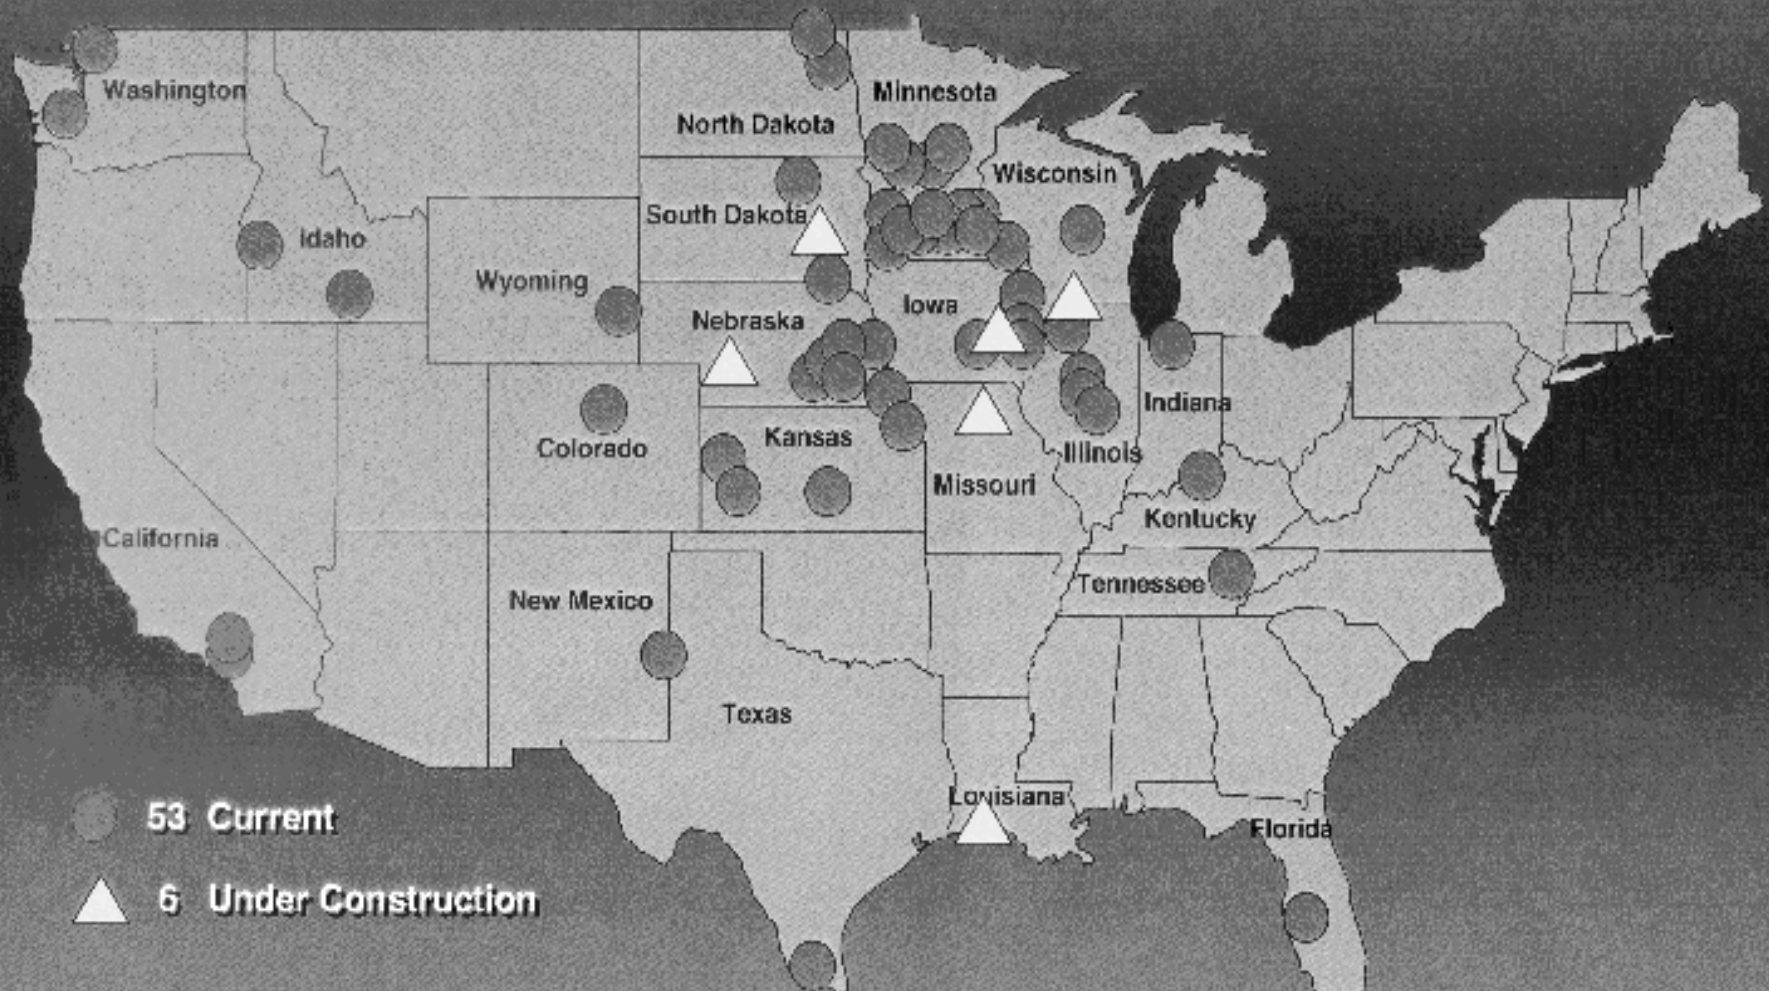 Washington
Minnesota
North Dakota
Wisconsin
South Dakota
Idaho
Wyoming
Iowa
Nebraska
Indiana
Colorado
Kansas
Illinois
Missouri
Kentucky
California
Tennessee
New Mexico
Texas
Louisiana
Florida
53 Current
6 Under Construction